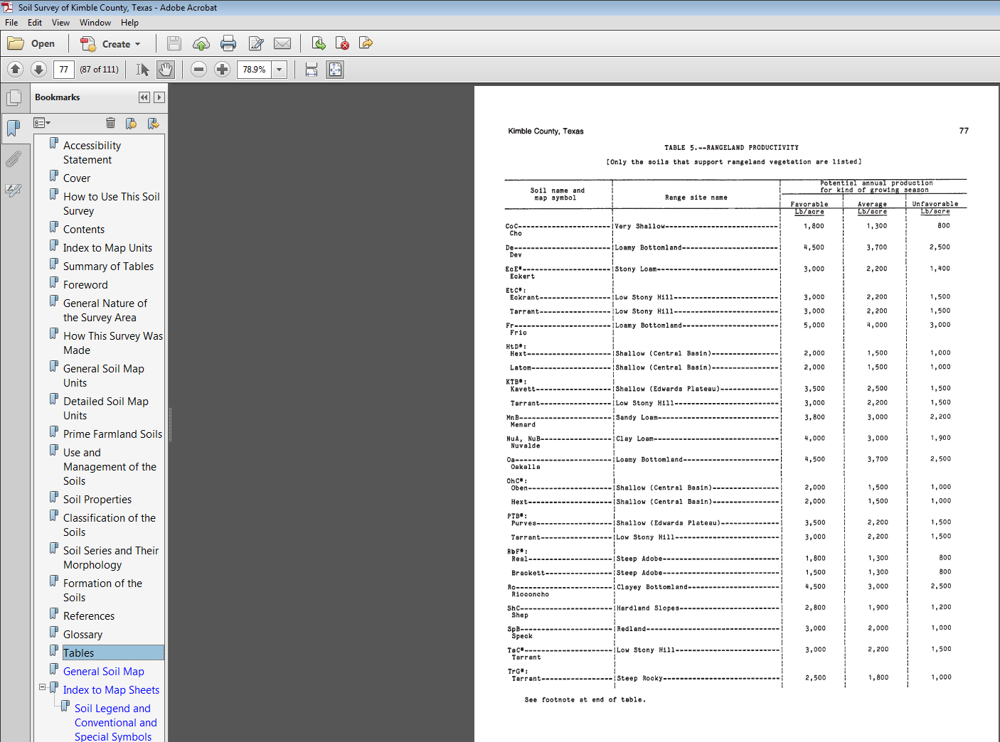 Soil Survey of Kimble County, Texas - Adobe Acrobat
File Edit View Window Help
Open Create
77 (87 of 111) 78.9%
Bookmarks
Accessibility
Statement
Cover
How to Use This Soil
Survey
Contents
Index to Map Units
Summary of Tables
Foreword
General Nature of
the Survey Area
How This Survey Was
Made
General Soil Map
Units
Detailed Soil Map
Units
Prime Farmland Soils
Use and
Management of the
Soils
Soil Properties
Classification of the
Soils
Soil Series and Their
Morphology
Formation of the
Soils
References
Glossary
Tables
General Soil Map
Index to Map Sheets
Soil Legend and
Conventional and
Special Symbols
Kimble County, Texas 77
TABLE 5.--RANGELAND PRODUCTIVITY
[Only the soils that support rangeland vegetation are listed]
Potential annual production
Soil name and for kind of growing season
map symbol Range site name
Favorable Average Unfavorable
Lb/acre Lb/acre Lb/acre
CoC Very Shallow 1,800 1,300 800
Cho
De Loamy Bottomland 4,500 3,700 2,500
Dev
EcE* Stony Loam 3,000 2,200 1,400
Eckert
EtC*:
Eckrant Low Stony Hill 3,000 2,200 1,500
Tarrant Low Stony Hill 3,000 2,200 1,500
Fr Loamy Bottomland 5,000 4,000 3,000
Frio
HtD*:
Hext Shallow (Central Basin) 2,000 1,500 1,000
Latom Shallow (Central Basin) 2,000 1,500 1,000
KTB*:
Kavett Shallow (Edwards Plateau) 3,500 2,500 1,500
Tarrant Low Stony Hill 3,000 2,200 1,500
MnB Sandy Loam 3,800 3,000 2,200
Menard
NuA, NuB Clay Loam 4,000 3,000 1,900
Nuvalde
Oa Loamy Bottomland 4,500 3,700 2,500
Oakalla
OhC*:
Oben Shallow (Central Basin) 2,000 1,500 1,000
Hext Shallow (Central Basin) 2,000 1,500 1,000
PTB*:
Purves Shallow (Edwards Plateau) 3,500 2,200 1,500
Tarrant Low Stony Hill 3,000 2,200 1,500
RbF*:
Real Steep Adobe 1,800 1,300 800
Brackett Steep Adobe 1,500 1,300 800
Ro Clayey Bottomland 4,500 3,000 2,500
Rioconcho
ShC Hardland Slopes 2,800 1,900 1,200
Shep
SpB Redland 3,000 2,000 1,000
Speck
TaC* Low Stony Hill 3,000 2,200 1,500
Tarrant
TrG*:
Tarrant Steep Rocky 2,500 1,800 1,000
See footnote at end of table.